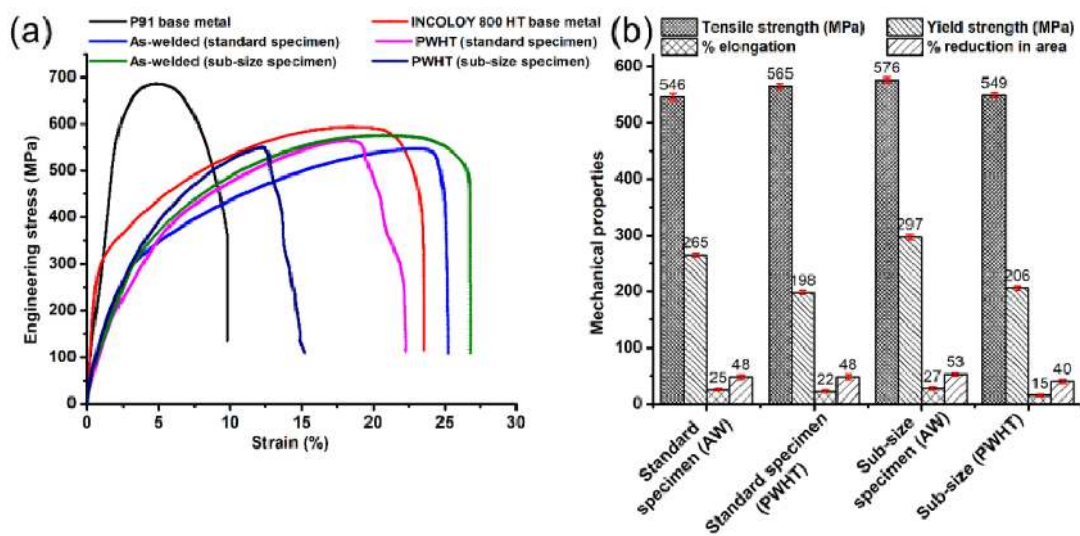 (a)
P91 base metal
INCOLOY 800 HT base metal
As-welded (standard specimen)
PWHT (standard specimen)
As-welded (sub-size specimen)
PWHT (sub-size specimen)
Engineering stress (MPa)
700
600
500
400
300
200
100
0
0 5 10 15 20 25 30
Strain (%)
(b)
Tensile strength (MPa)
Yield strength (MPa)
% elongation
% reduction in area
Mechanical properties
600
500
400
300
200
100
0
546 265 25 48
565 198 22 48
576 297 27 53
549 206 15 40
Standard
specimen (AW)
Standard specimen
(PWHT)
Sub-size
specimen (AW)
Sub-size (PWHT)